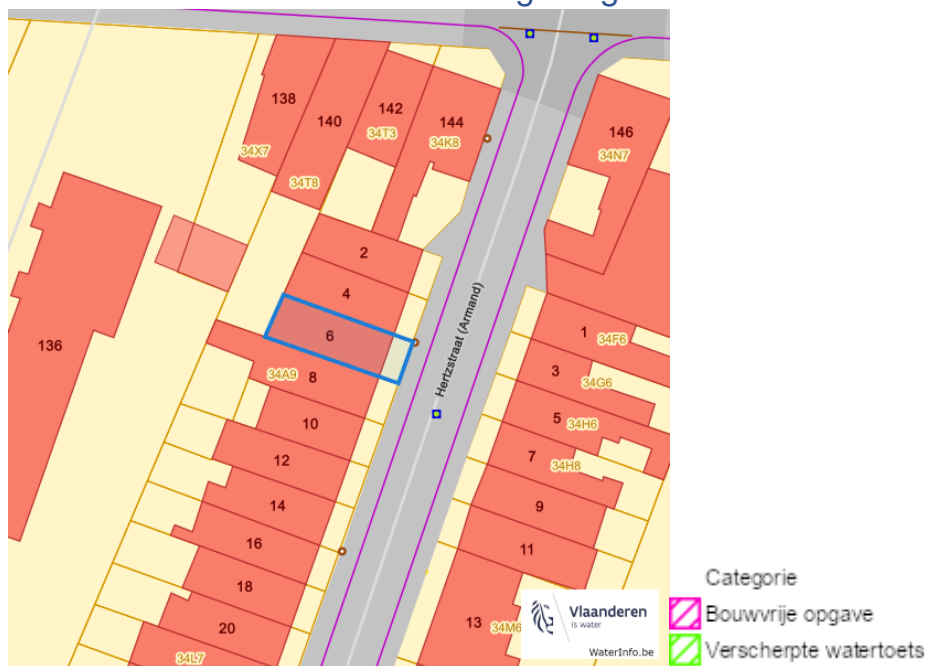 138
140
142
144
146
34X7
34T8
34T3
34K8
34N7
2
4
6
136
34A9
8
10
12
14
16
18
20
34L7
Hertzstraat (Armand)
1
34F6
3
34G6
5
34H6
7
34H8
9
11
13
34M6
Vlaanderen
is water
WaterInfo.be
Categorie
Bouwvrije opgave
Verscherpte watertoets